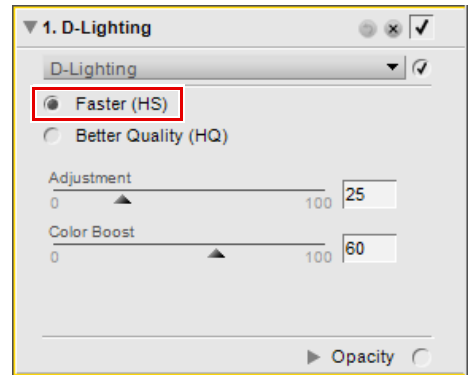 1. D-Lighting
D-Lighting
Faster (HS)
Better Quality (HQ)
Adjustment
0 100 25
Color Boost
0 100 60
Opacity